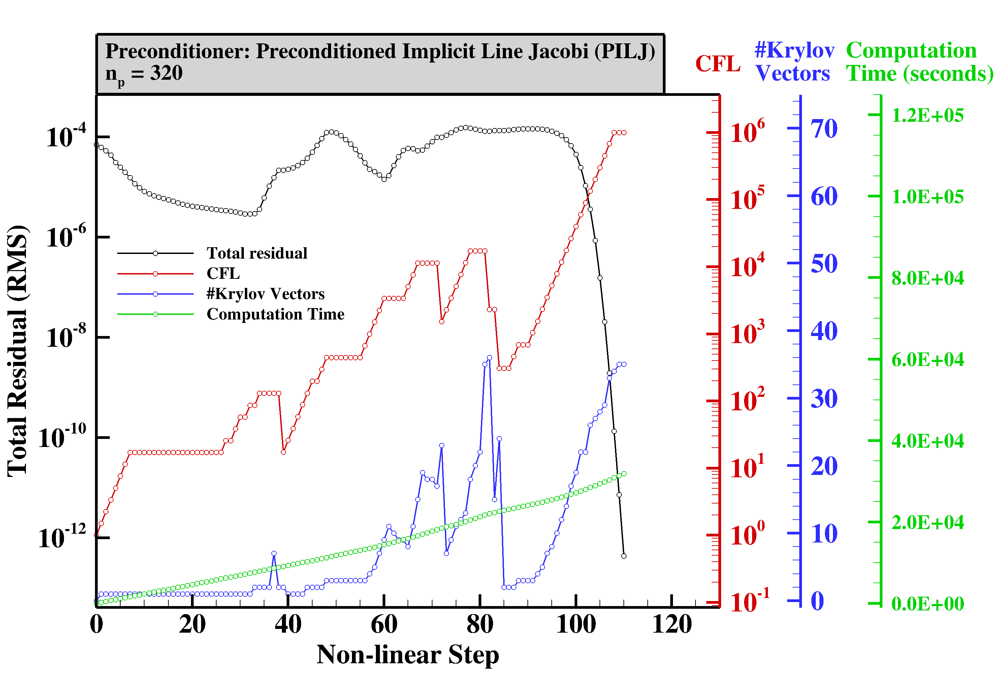 Preconditioner: Preconditioned Implicit Line Jacobi (PILJ)
n_p = 320
CFL
#Krylov
Vectors
Computation
Time (seconds)
Total Residual (RMS)
10^-4
10^-6
10^-8
10^-10
10^-12
Total residual
CFL
#Krylov Vectors
Computation Time
10^6
10^5
10^4
10^3
10^2
10^1
10^0
10^-1
70
60
50
40
30
20
10
0
1.2E+05
1.0E+05
8.0E+04
6.0E+04
4.0E+04
2.0E+04
0.0E+00
0 20 40 60 80 100 120
Non-linear Step